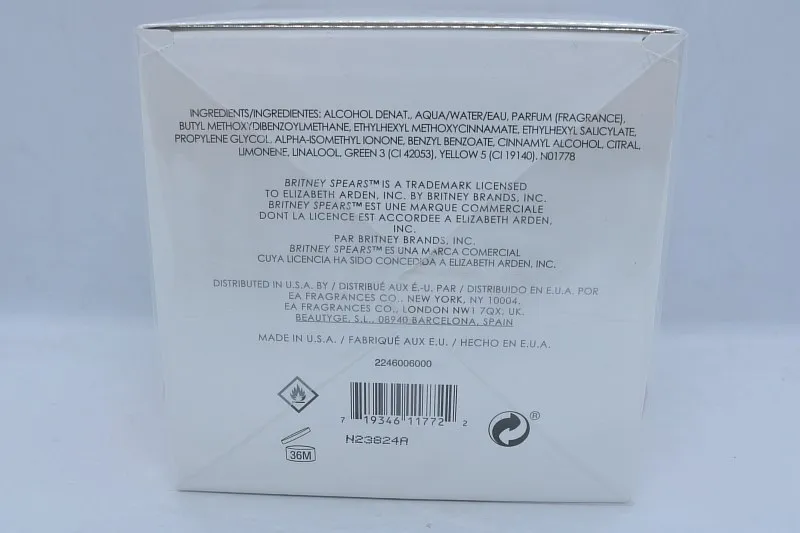 INGREDIENTS/INGREDIENTES: ALCOHOL DENAT., AQUA/WATER/EAU, PARFUM (FRAGRANCE),
BUTYL METHOXYDIBENZOYLMETHANE, ETHYLHEXYL METHOXYCINNAMATE, ETHYLHEXYL SALICYLATE,
PROPYLENE GLYCOL, ALPHA-ISOMETHYL IONONE, BENZYL BENZOATE, CINNAMYL ALCOHOL, CITRAL,
LIMONENE, LINALOOL, GREEN 3 (CI 42053), YELLOW 5 (CI 19140). N01778
BRITNEY SPEARS™ IS A TRADEMARK LICENSED
TO ELIZABETH ARDEN, INC. BY BRITNEY BRANDS, INC.
BRITNEY SPEARS™ EST UNE MARQUE COMMERCIALE
DONT LA LICENCE EST ACCORDEE A ELIZABETH ARDEN,
INC.
PAR BRITNEY BRANDS, INC.
BRITNEY SPEARS™ ES UNA MARCA COMERCIAL
CUYA LICENCIA HA SIDO CONCEDIDA A ELIZABETH ARDEN, INC.
DISTRIBUTED IN U.S.A. BY / DISTRIBUÉ AUX É.-U. PAR / DISTRIBUIDO EN E.U.A. POR
EA FRAGRANCES CO., NEW YORK, NY 10004.
EA FRAGRANCES CO., LONDON NW1 7QX, UK.
BEAUTYGE, S.L., 08940 BARCELONA, SPAIN
MADE IN U.S.A. / FABRIQUÉ AUX E.U. / HECHO EN E.U.A.
2246006000
7 19346 11772 2
®
N23824A
36M